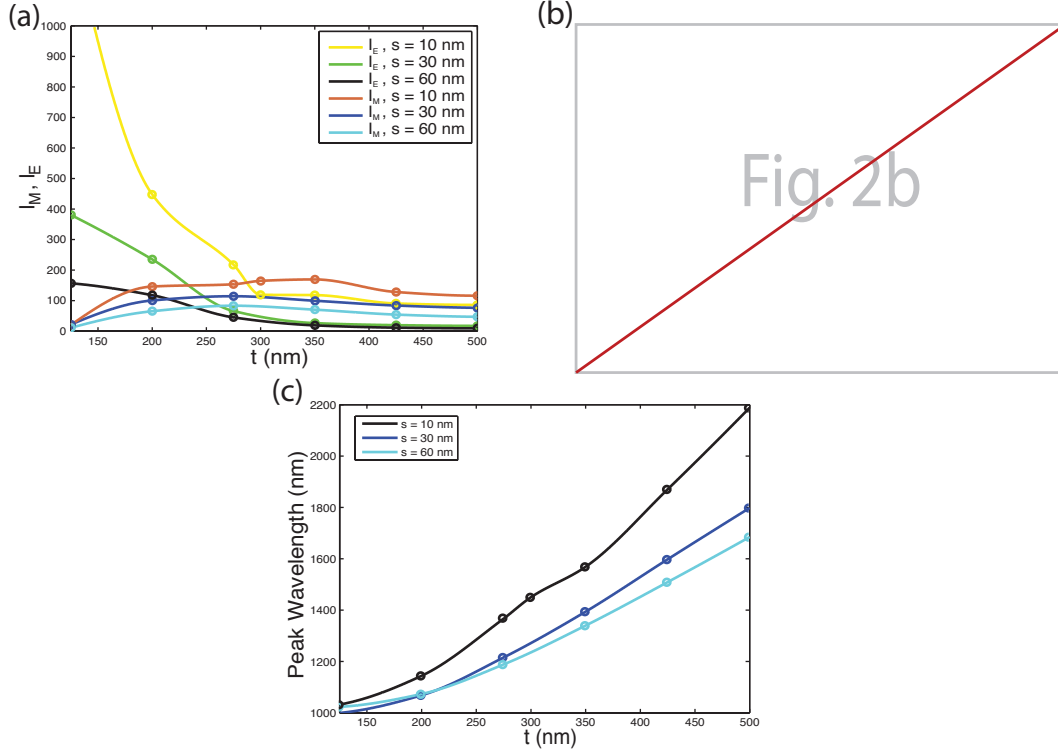 (a)
1000
900
800
700
600
500
400
300
200
100
0
I_M, I_E
150 200 250 300 350 400 450 500
t (nm)
I_E , s = 10 nm
I_E , s = 30 nm
I_E , s = 60 nm
I_M , s = 10 nm
I_M , s = 30 nm
I_M , s = 60 nm
(b)
Fig. 2b
(c)
2200
2000
1800
1600
1400
1200
1000
Peak Wavelength (nm)
s = 10 nm
s = 30 nm
s = 60 nm
150 200 250 300 350 400 450 500
t (nm)